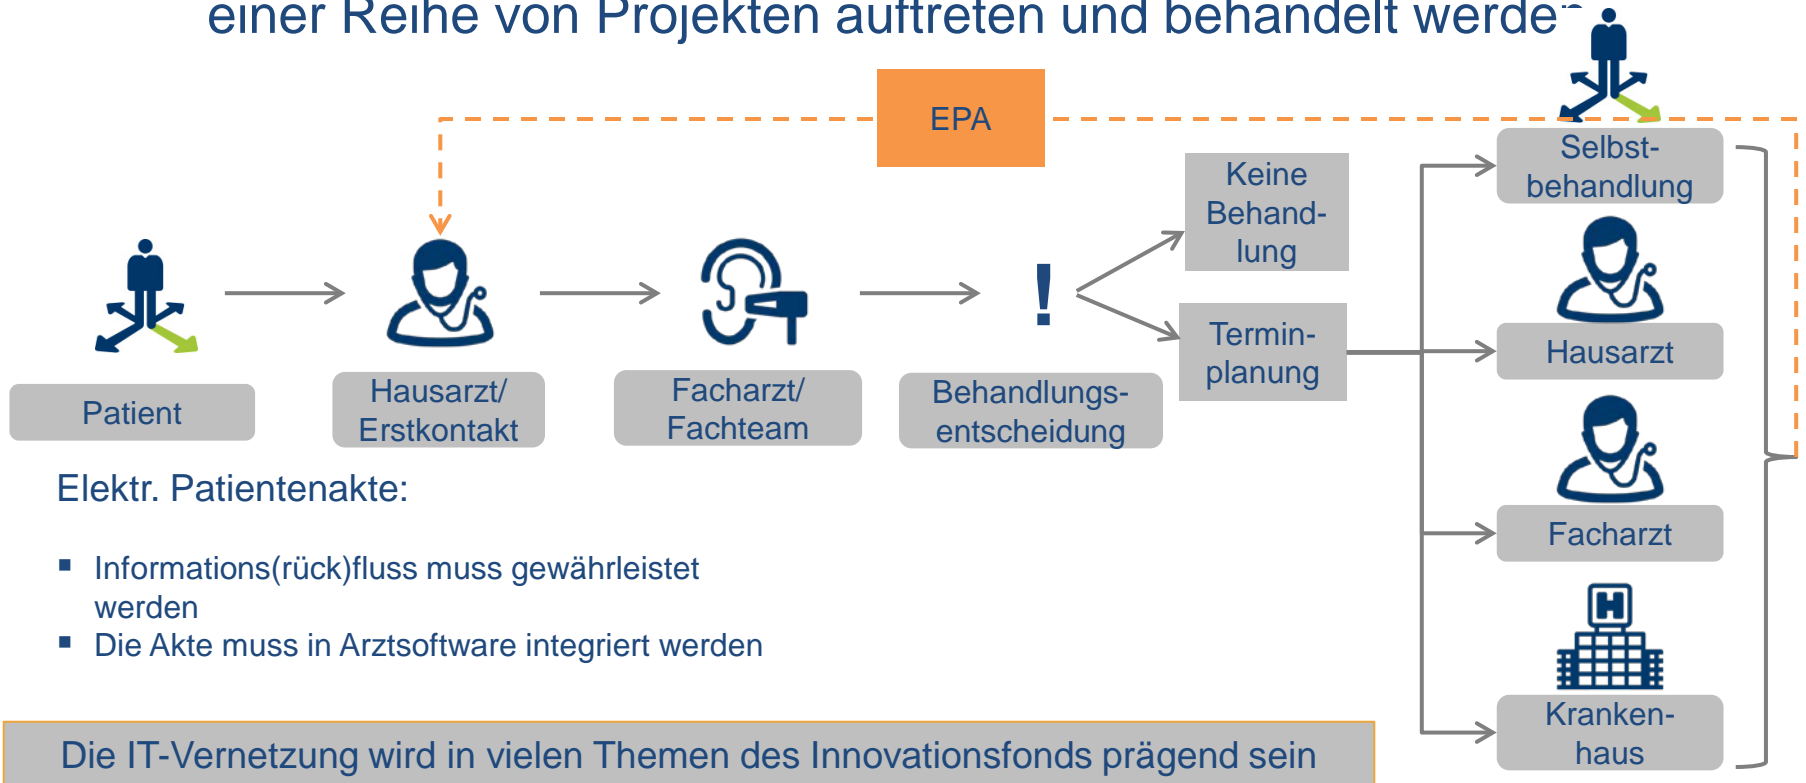 einer Reihe von Projekten auftreten und behandelt werden
EPA
Selbst-
behandlung
Keine
Behand-
lung
Termin-
planung
Hausarzt
Patient
Hausarzt/
Erstkontakt
Facharzt/
Fachteam
!
Behandlungs-
entscheidung
Facharzt
Elektr. Patientenakte:
▪ Informations(rück)fluss muss gewährleistet
werden
▪ Die Akte muss in Arztsoftware integriert werden
H
Kranken-
haus
Die IT-Vernetzung wird in vielen Themen des Innovationsfonds prägend sein